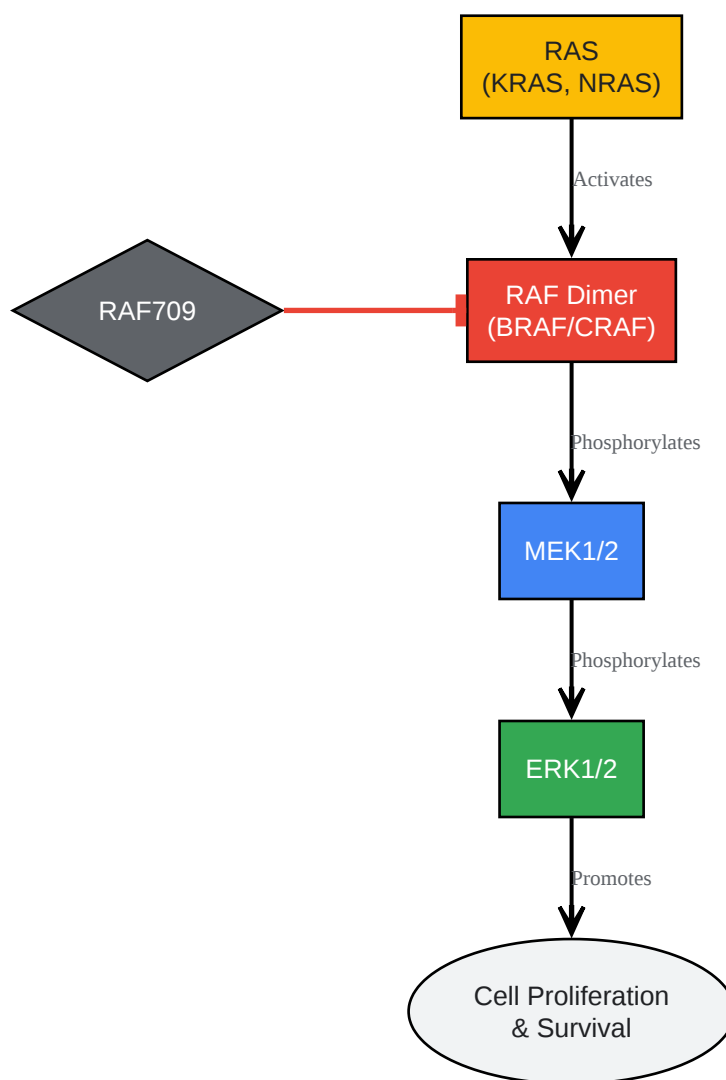 RAS
(KRAS, NRAS)
Activates
RAF709
RAF Dimer
(BRAF/CRAF)
Phosphorylates
MEK1/2
Phosphorylates
ERK1/2
Promotes
Cell Proliferation
& Survival